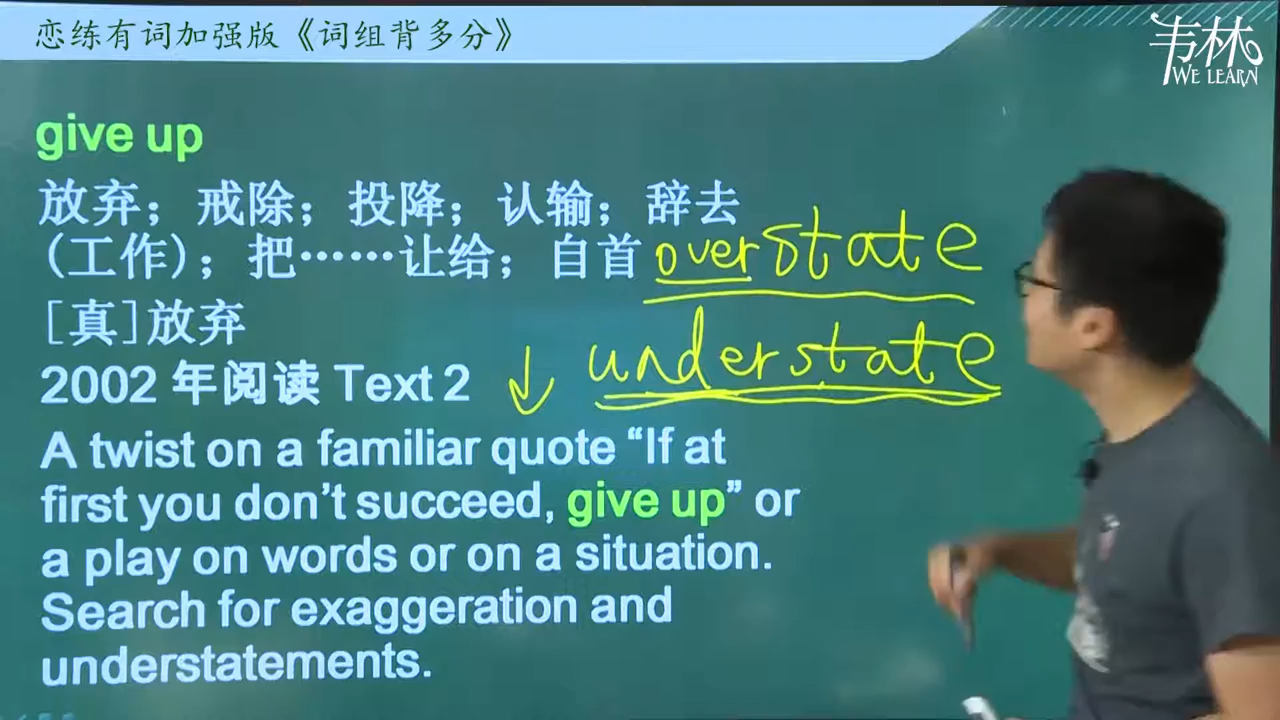 恋练有词加强版《词组背多分》
韦林
WE LEARN
give up
放弃；戒除；投降；认输；辞去
(工作)；把……让给；自首
overstate
[真]放弃
understate
2002 年阅读 Text 2
↓
A twist on a familiar quote “If at
first you don’t succeed, give up” or
a play on words or on a situation.
Search for exaggeration and
understatements.